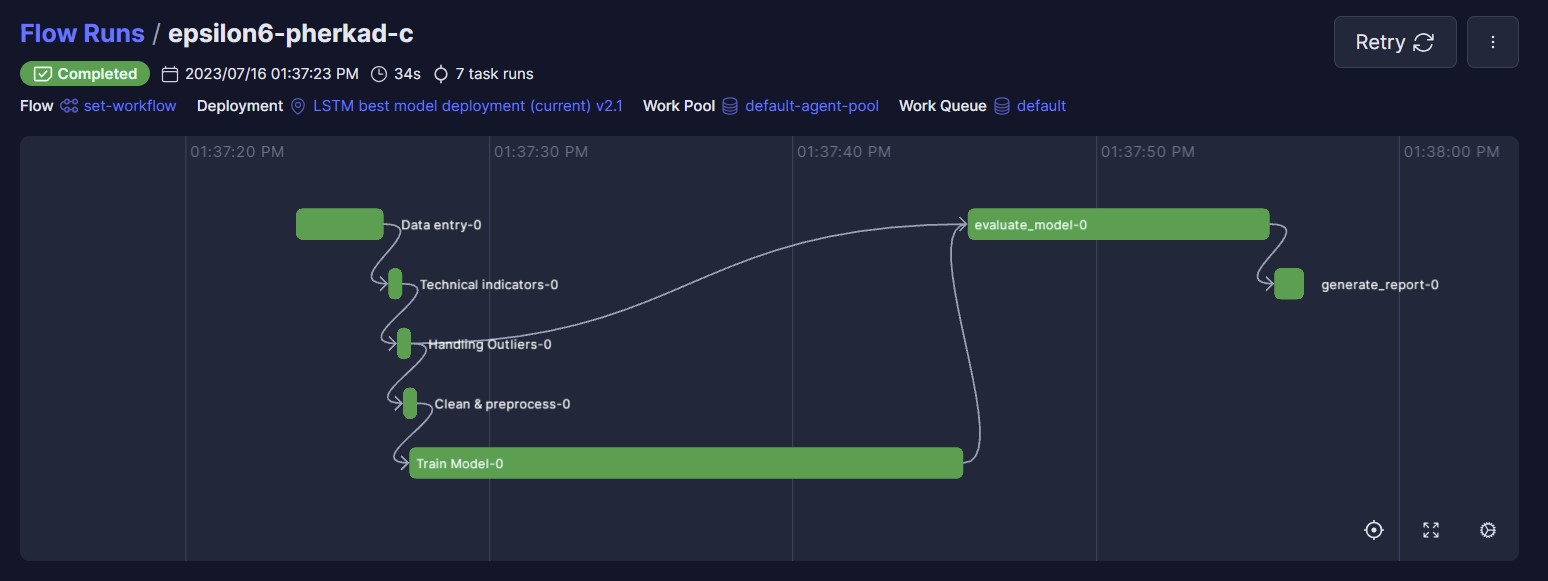 Flow Runs / epsilon6-pherkad-c
Retry
Completed 2023/07/16 01:37:23 PM 34s 7 task runs
Flow set-workflow Deployment LSTM best model deployment (current) v2.1 Work Pool default-agent-pool Work Queue default
01:37:20 PM 01:37:30 PM 01:37:40 PM 01:37:50 PM 01:38:00 PM
Data entry-0 evaluate_model-0
Technical indicators-0 generate_report-0
Handling Outliers-0
Clean & preprocess-0
Train Model-0